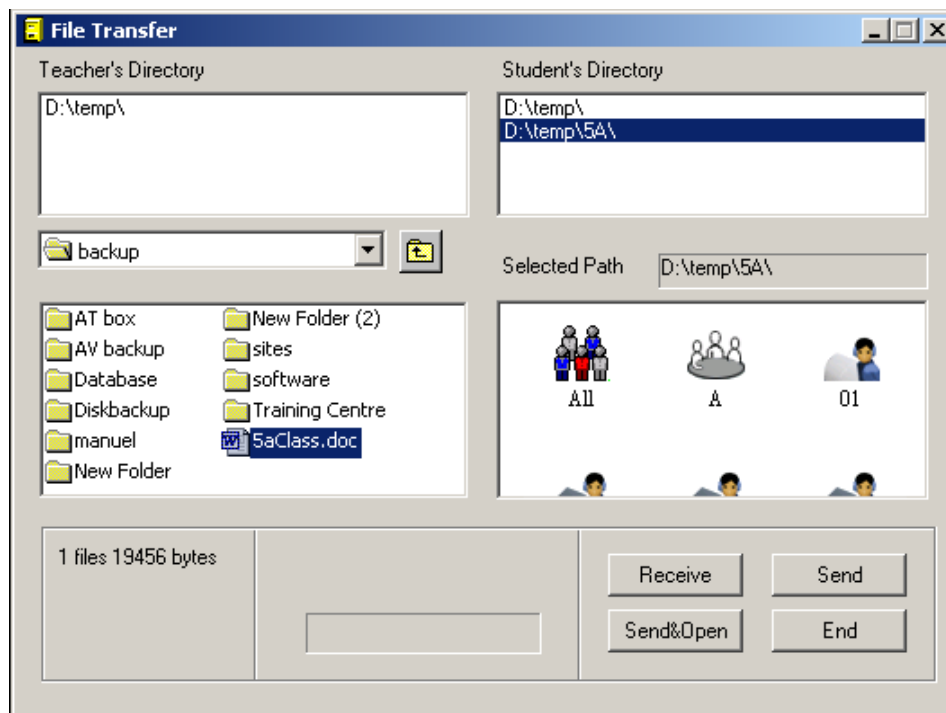 File Transfer
Teacher's Directory
Student's Directory
D:\temp\
D:\temp\
D:\temp\5A\
backup
Selected Path
D:\temp\5A\
AT box
New Folder (2)
AV backup
sites
Database
software
Diskbackup
Training Centre
manuel
5aClass.doc
New Folder
All
A
01
1 files 19456 bytes
Receive
Send
Send&Open
End